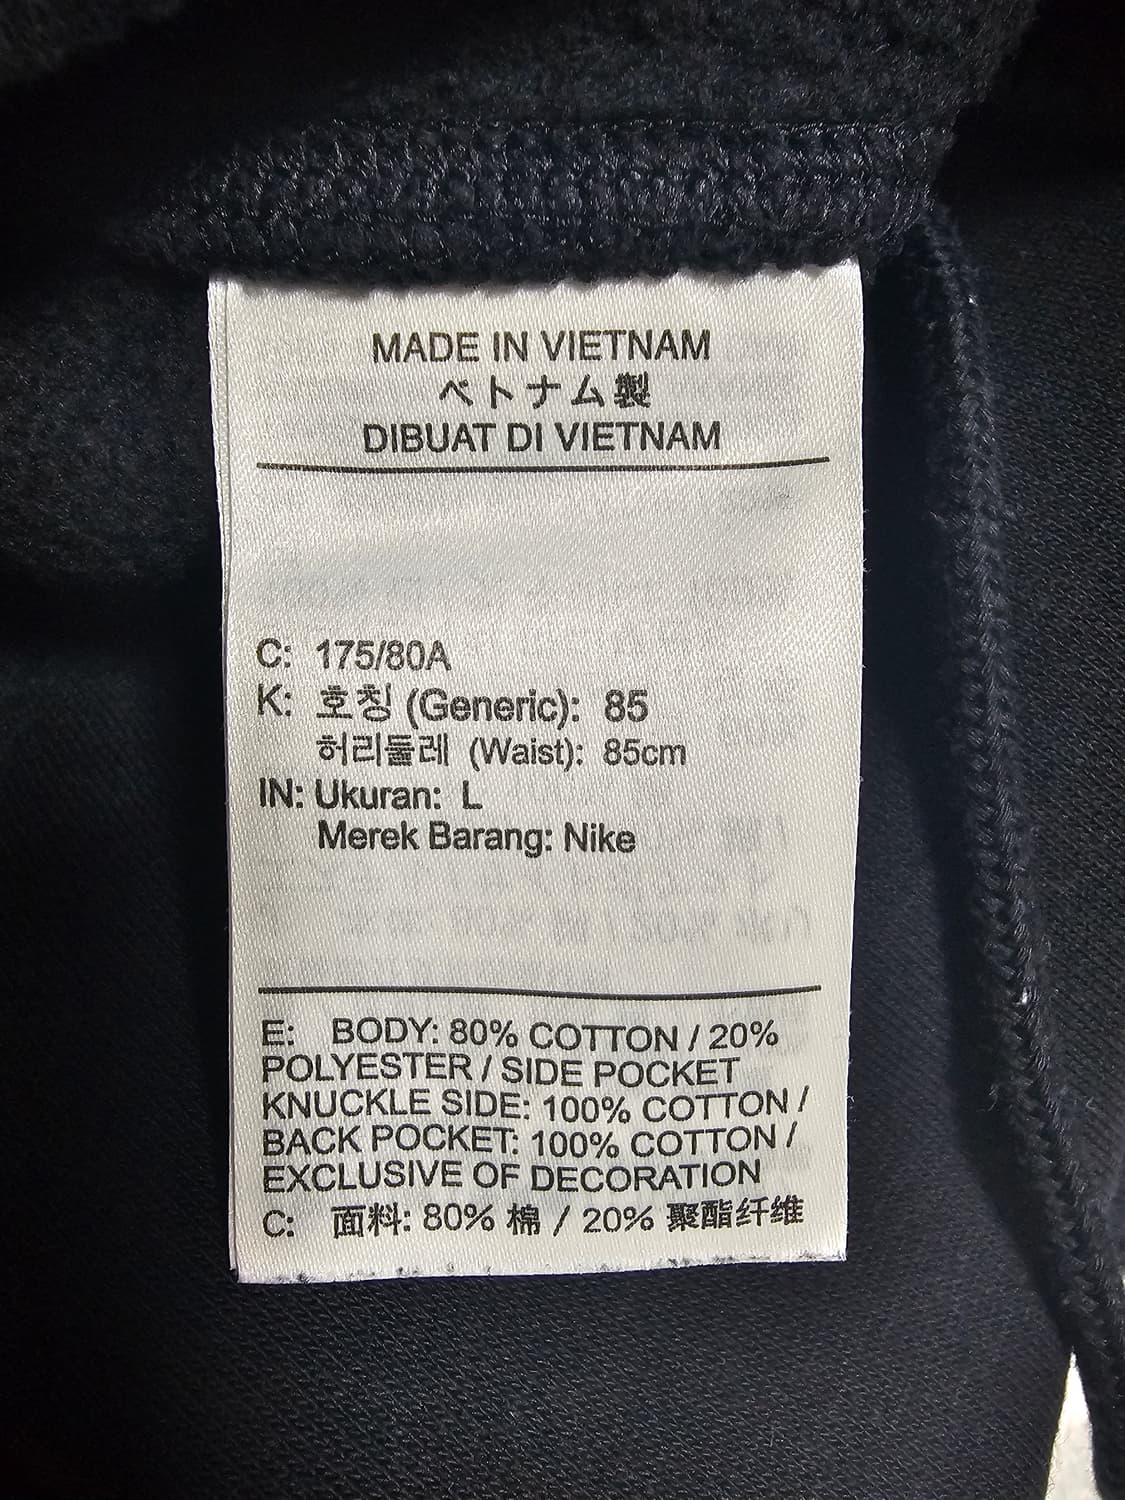 MADE IN VIETNAM
ベトナム製
DIBUAT DI VIETNAM
C: 175/80A
K: 호칭 (Generic): 85
허리둘레 (Waist): 85cm
IN: Ukuran: L
Merek Barang: Nike
E: BODY: 80% COTTON / 20%
POLYESTER / SIDE POCKET
KNUCKLE SIDE: 100% COTTON /
BACK POCKET: 100% COTTON /
EXCLUSIVE OF DECORATION
C: 面料: 80% 棉 / 20% 聚酯纤维